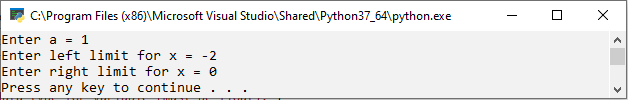 C:\Program Files (x86)\Microsoft Visual Studio\Shared\Python37_64\python.exe
Enter a = 1
Enter left limit for x = -2
Enter right limit for x = 0
Press any key to continue . . .